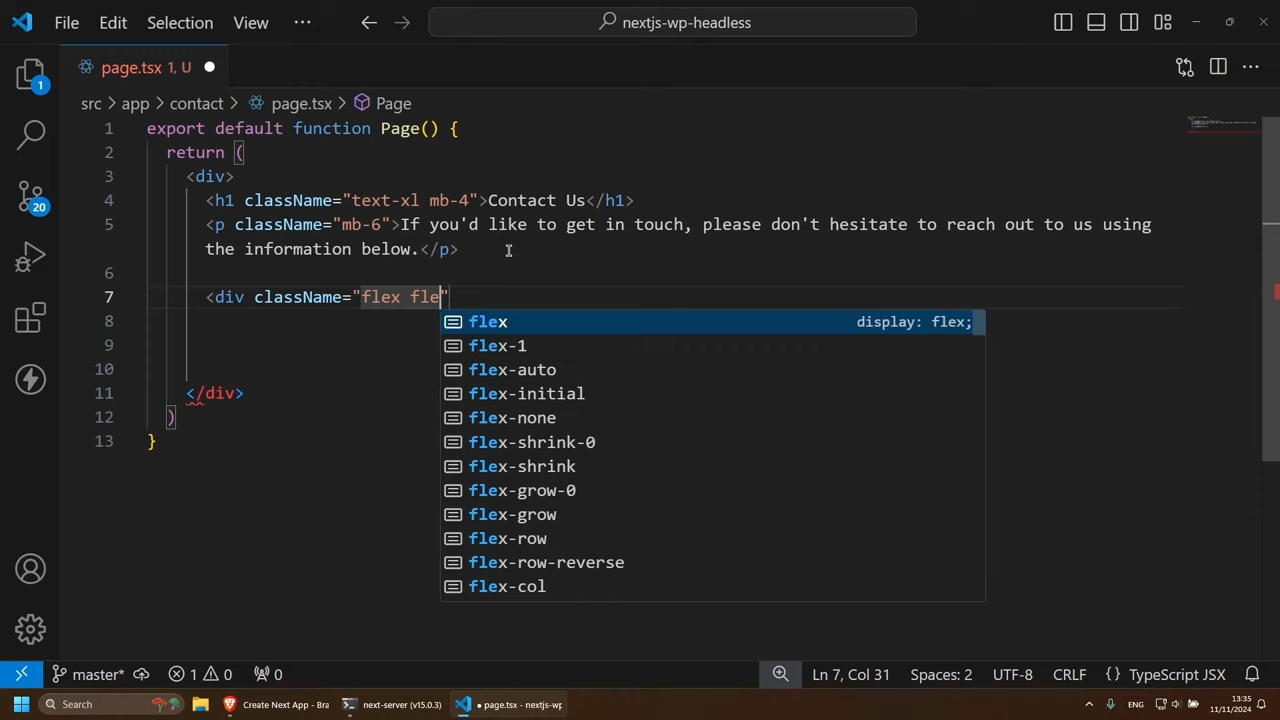 File Edit Selection View ··· nextjs-wp-headless
page.tsx 1, U
src > app > contact > page.tsx > Page
1 export default function Page() {
2 return (
3 <div>
4 <h1 className="text-xl mb-4">Contact Us</h1>
5 <p className="mb-6">If you'd like to get in touch, please don't hesitate to reach out to us using
the information below.</p>
6
7 <div className="flex fle"
8 flex display: flex;
9 flex-1
10 flex-auto
11 </div> flex-initial
12 ) flex-none
13 } flex-shrink-0
flex-shrink
flex-grow-0
flex-grow
flex-row
flex-row-reverse
flex-col
1
20
master* 1 0 0 Ln 7, Col 31 Spaces: 2 UTF-8 CRLF {} TypeScript JSX
Search Create Next App - Bra next-server (v15.0.3) ● page.tsx - nextjs-wp ENG 13:35
11/11/2024